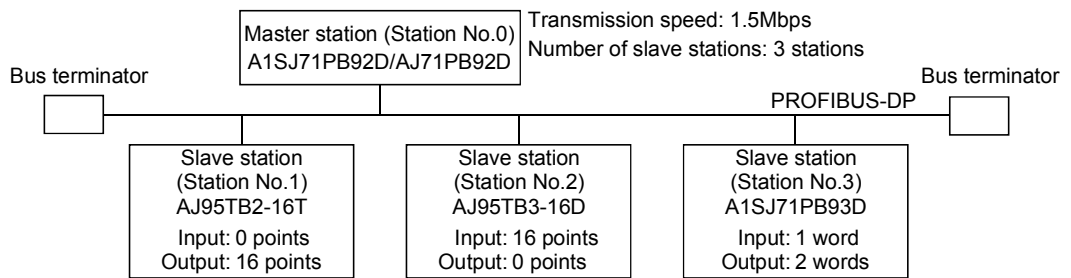 Master station (Station No.0)
A1SJ71PB92D/AJ71PB92D
Transmission speed: 1.5Mbps
Number of slave stations: 3 stations
Bus terminator
Bus terminator
PROFIBUS-DP
Slave station
(Station No.1)
AJ95TB2-16T
Input: 0 points
Output: 16 points
Slave station
(Station No.2)
AJ95TB3-16D
Input: 16 points
Output: 0 points
Slave station
(Station No.3)
A1SJ71PB93D
Input: 1 word
Output: 2 words